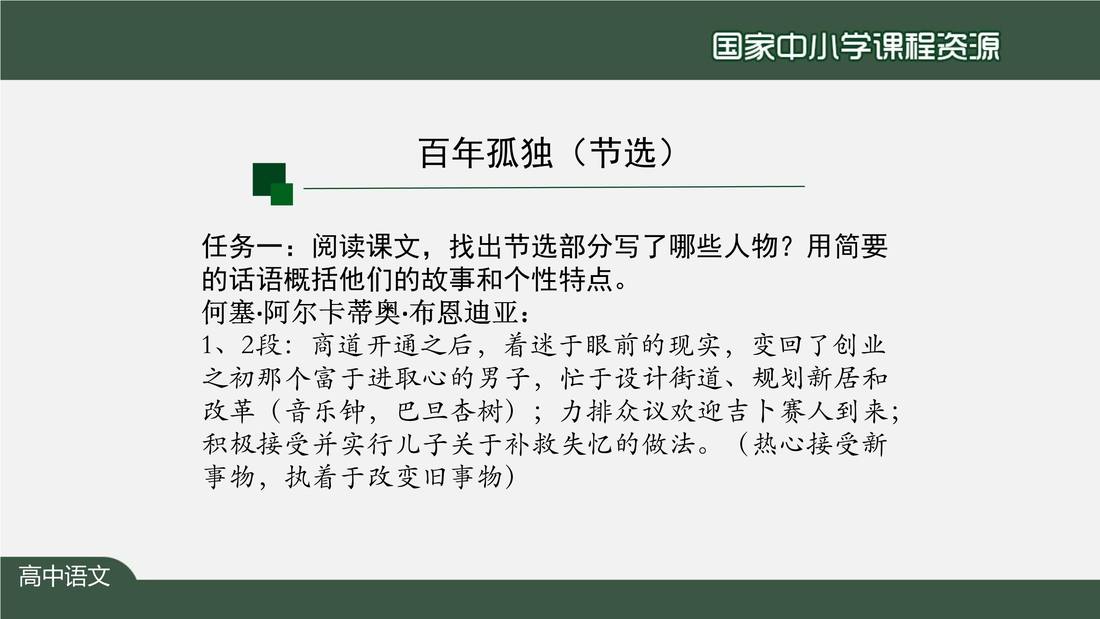 国家中小学课程资源
百年孤独（节选）
任务一：阅读课文，找出节选部分写了哪些人物？用简要
的话语概括他们的故事和个性特点。
何塞·阿尔卡蒂奥·布恩迪亚：
1、2段：商道开通之后，着迷于眼前的现实，变回了创业
之初那个富于进取心的男子，忙于设计街道、规划新居和
改革（音乐钟，巴旦杏树）；力排众议欢迎吉卜赛人到来；
积极接受并实行儿子关于补救失忆的做法。（热心接受新
事物，执着于改变旧事物）
高中语文